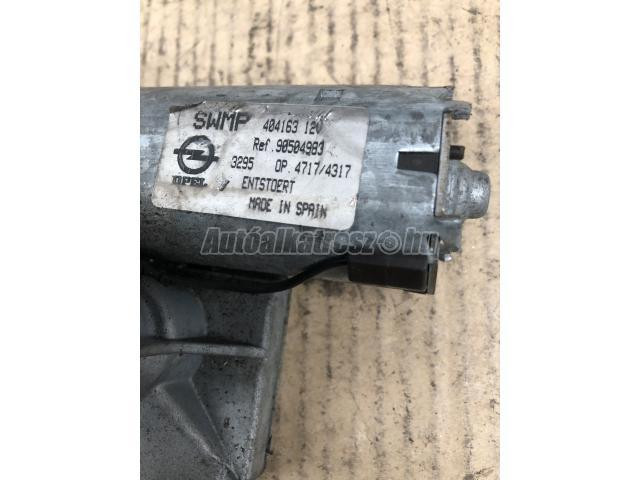 SWMP 404163 12V
Ref.90504983
3295 OP. 4717/4317
OPEL ENTSTOERT
MADE IN SPAIN
Autóalkatrész.hu